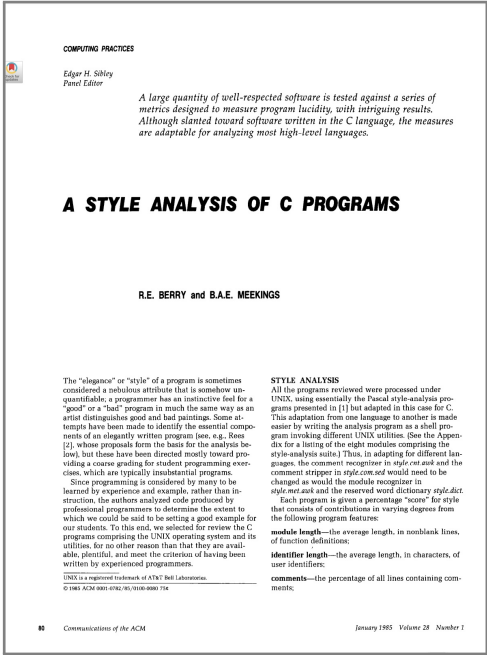 COMPUTING PRACTICES
Edgar H. Sibley
Panel Editor
A large quantity of well-respected software is tested against a series of
metrics designed to measure program lucidity, with intriguing results.
Although slanted toward software written in the C language, the measures
are adaptable for analyzing most high-level languages.
A STYLE ANALYSIS OF C PROGRAMS
R.E. BERRY and B.A.E. MEEKINGS
The "elegance" or "style" of a program is sometimes
considered a nebulous attribute that is somehow un-
quantifiable; a programmer has an instinctive feel for a
"good" or a "bad" program in much the same way as an
artist distinguishes good and bad paintings. Some at-
tempts have been made to identify the essential compo-
nents of an elegantly written program (see, e.g., Rees
[2], whose proposals form the basis for the analysis be-
low), but these have been directed mostly toward pro-
viding a coarse grading for student programming exer-
cises, which are typically insubstantial programs.
Since programming is considered by many to be
learned by experience and example, rather than in-
struction, the authors analyzed code produced by
professional programmers to determine the extent to
which we could be said to be setting a good example for
our students. To this end, we selected for review the C
programs comprising the UNIX operating system and its
utilities, for no other reason than that they are avail-
able, plentiful, and meet the criterion of having been
written by experienced programmers.
UNIX is a registered trademark of AT&T Bell Laboratories.
© 1985 ACM 0001-0782/85/0100-0080 75¢
STYLE ANALYSIS
All the programs reviewed were processed under
UNIX, using essentially the Pascal style-analysis pro-
grams presented in [1] but adapted in this case for C.
This adaptation from one language to another is made
easier by writing the analysis program as a shell pro-
gram invoking different UNIX utilities. (See the Appen-
dix for a listing of the eight modules comprising the
style-analysis suite.) Thus, in adapting for different lan-
guages, the comment recognizer in style.cnt.awk and the
comment stripper in style.com.sed would need to be
changed as would the module recognizer in
style.met.awk and the reserved word dictionary style.dict.
Each program is given a percentage "score" for style
that consists of contributions in varying degrees from
the following program features:
module length—the average length, in nonblank lines,
of function definitions;
identifier length—the average length, in characters, of
user identifiers;
comments—the percentage of all lines containing com-
ments;
80 Communications of the ACM
January 1985 Volume 28 Number 1